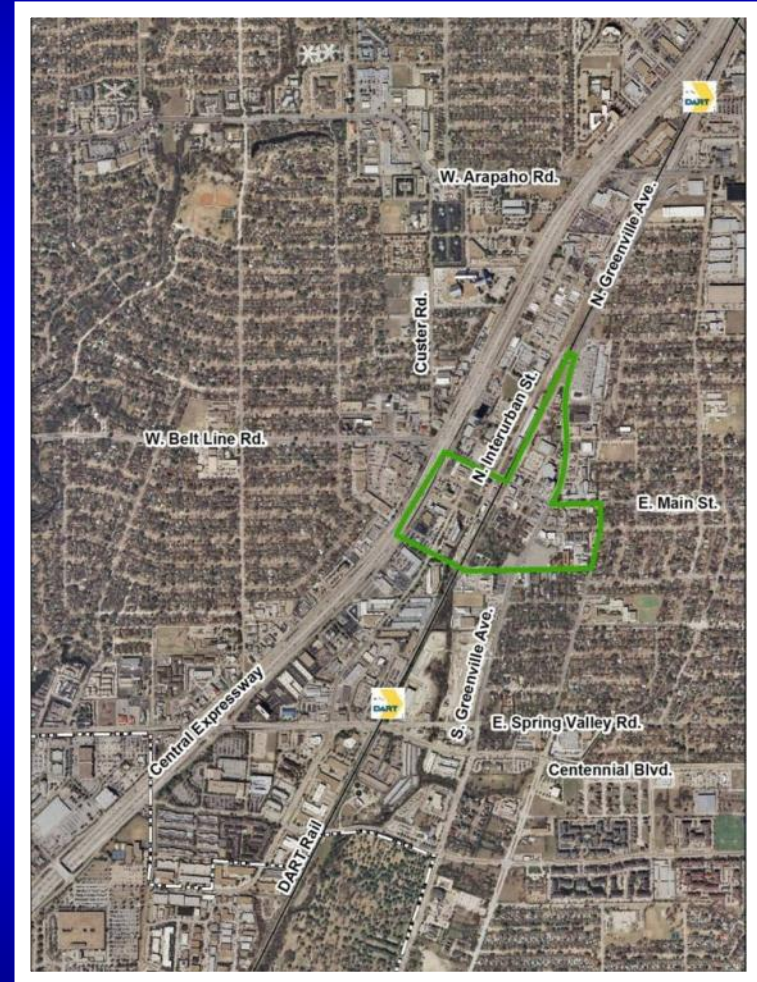 DART
W. Arapaho Rd.
N. Greenville Ave.
Custer Rd.
N. Interurban St.
W. Belt Line Rd.
E. Main St.
S. Greenville Ave.
Central Expressway
DART
E. Spring Valley Rd.
Centennial Blvd.
DART Rail